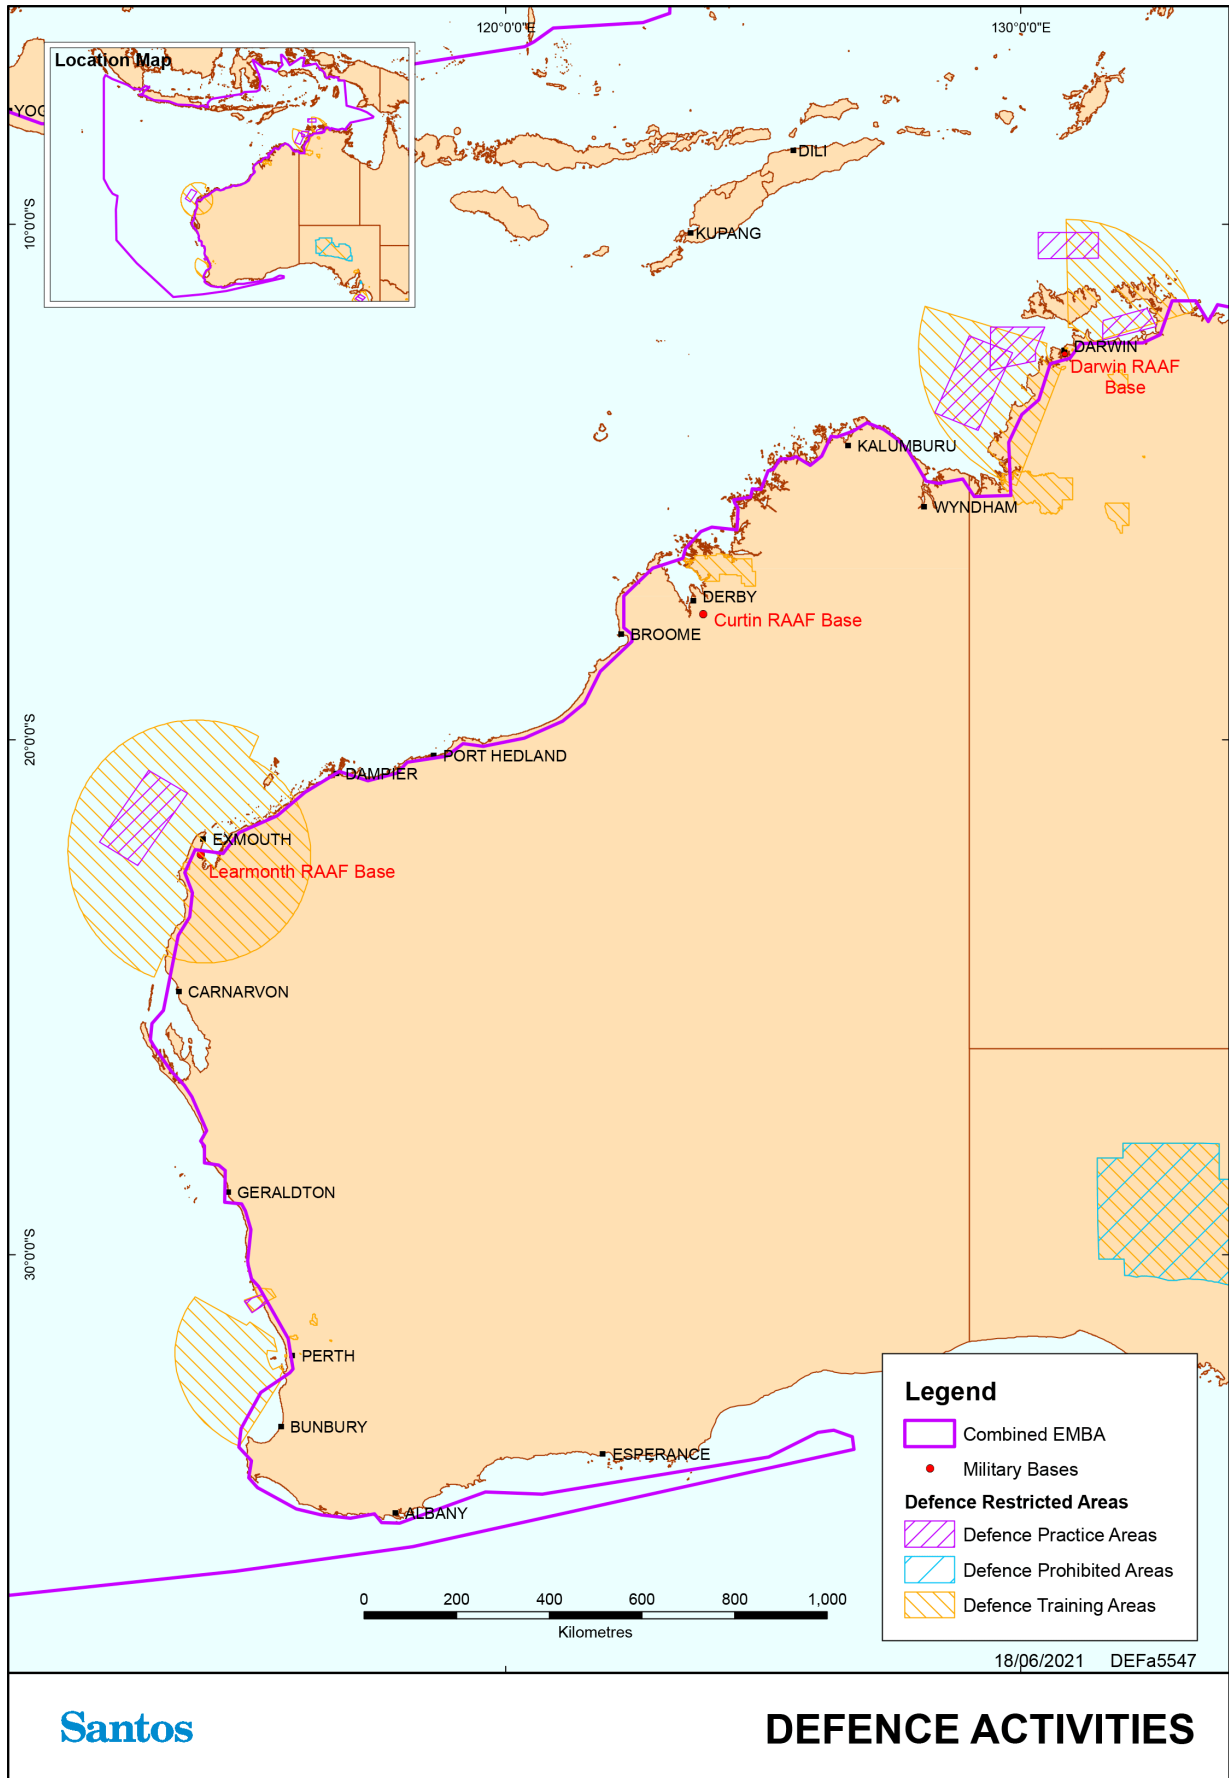 120°0'0"E
130°0'0"E
Location Map
YOG
DILI
10°0'0"S
KUPANG
DARWIN
Darwin RAAF
Base
KALUMBURU
WYNDHAM
DERBY
Curtin RAAF Base
BROOME
20°0'0"S
PORT HEDLAND
DAMPIER
EXMOUTH
Learmonth RAAF Base
CARNARVON
GERALDTON
30°0'0"S
PERTH
BUNBURY
ESPERANCE
ALBANY
Legend
Combined EMBA
Military Bases
Defence Restricted Areas
Defence Practice Areas
Defence Prohibited Areas
Defence Training Areas
0 200 400 600 800 1,000
Kilometres
18/06/2021 DEFa5547
Santos
DEFENCE ACTIVITIES